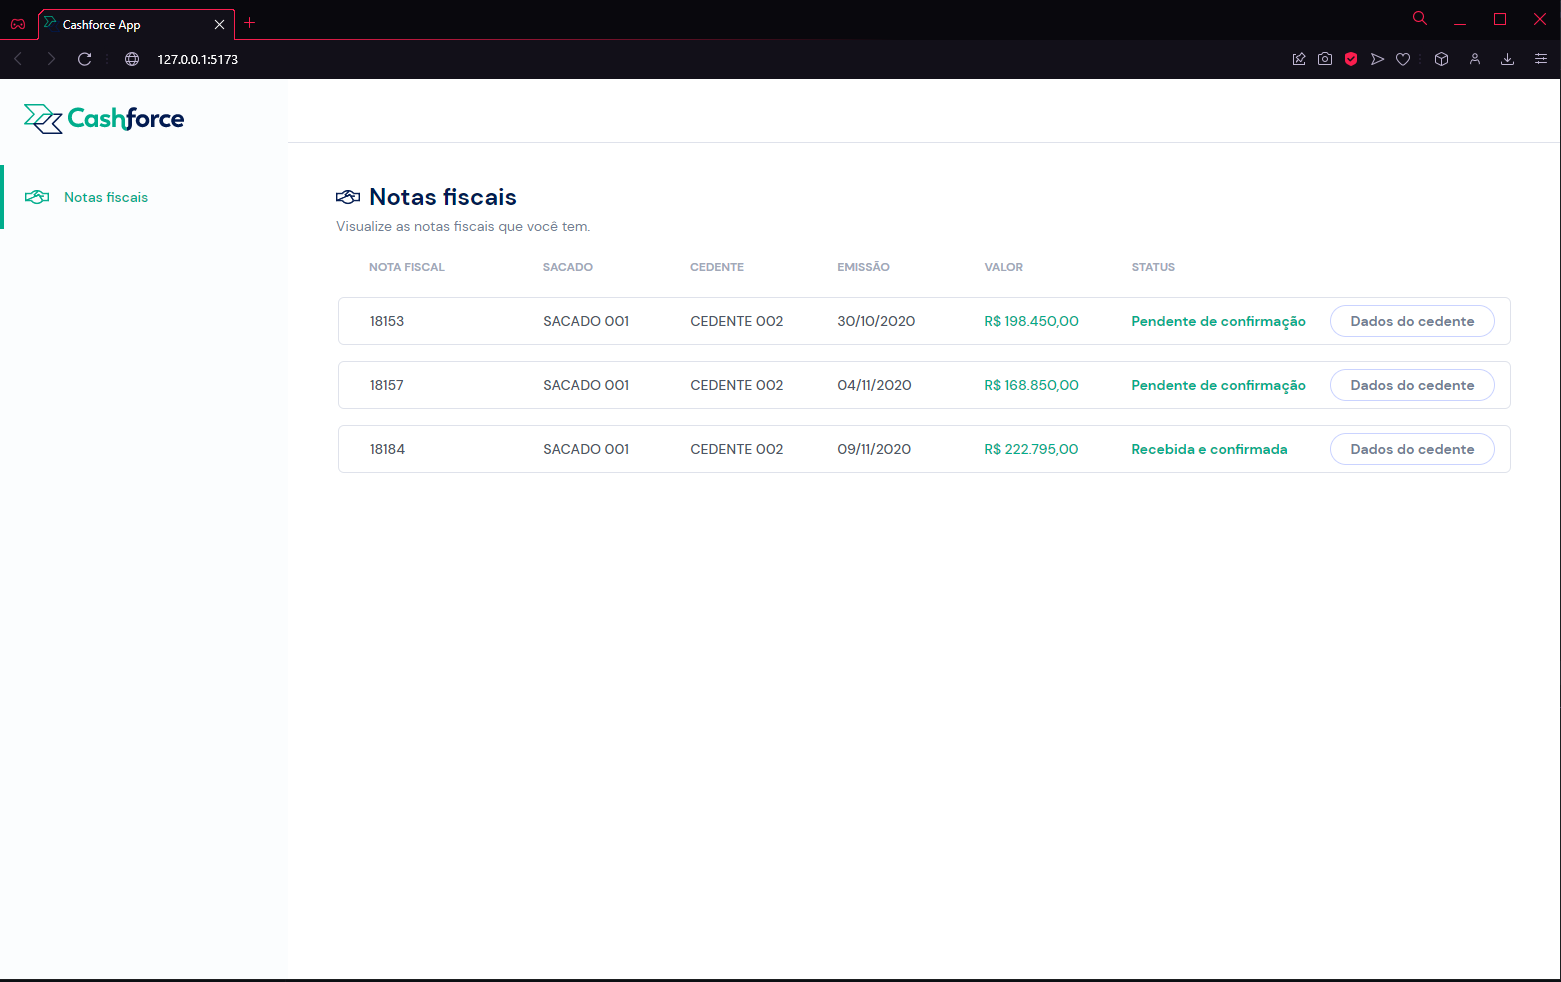 Cashforce App
127.0.0.1:5173
Cashforce
Notas fiscais
Notas fiscais
Visualize as notas fiscais que você tem.
NOTA FISCAL SACADO CEDENTE EMISSÃO VALOR STATUS
18153 SACADO 001 CEDENTE 002 30/10/2020 R$ 198.450,00 Pendente de confirmação Dados do cedente
18157 SACADO 001 CEDENTE 002 04/11/2020 R$ 168.850,00 Pendente de confirmação Dados do cedente
18184 SACADO 001 CEDENTE 002 09/11/2020 R$ 222.795,00 Recebida e confirmada Dados do cedente